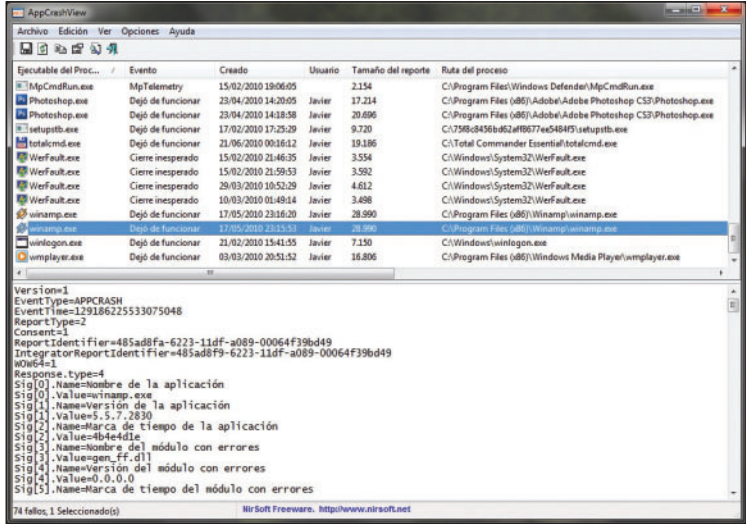 AppCrashView
Archivo Edición Ver Opciones Ayuda
Ejecutable del Proc... / Evento Creado Usuario Tamaño del reporte Ruta del proceso
MpCmdRun.exe MpTelemetry 15/02/2010 19:06:05 2.154 C:\Program Files\Windows Defender\MpCmdRun.exe
Photoshop.exe Dejó de funcionar 23/04/2010 14:20:05 Javier 17.214 C:\Program Files (x86)\Adobe\Adobe Photoshop CS3\Photoshop.exe
Photoshop.exe Dejó de funcionar 23/04/2010 14:18:58 Javier 20.696 C:\Program Files (x86)\Adobe\Adobe Photoshop CS3\Photoshop.exe
setupstb.exe Dejó de funcionar 17/02/2010 17:25:29 Javier 9.720 C:\75f8c8456bd62aff8677ee5484f5\setupstb.exe
totalcmd.exe Dejó de funcionar 21/06/2010 00:16:12 Javier 19.186 C:\Total Commander Essential\totalcmd.exe
WerFault.exe Cierre inesperado 15/02/2010 21:46:35 Javier 3.554 C:\Windows\System32\WerFault.exe
WerFault.exe Cierre inesperado 15/02/2010 21:59:53 Javier 3.592 C:\Windows\System32\WerFault.exe
WerFault.exe Cierre inesperado 29/03/2010 10:52:29 Javier 4.612 C:\Windows\System32\WerFault.exe
WerFault.exe Cierre inesperado 10/03/2010 01:49:14 Javier 3.498 C:\Windows\System32\WerFault.exe
winamp.exe Dejó de funcionar 17/05/2010 23:16:20 Javier 28.990 C:\Program Files (x86)\Winamp\winamp.exe
winamp.exe Dejó de funcionar 17/05/2010 23:15:53 Javier 28.990 C:\Program Files (x86)\Winamp\winamp.exe
winlogon.exe Dejó de funcionar 21/02/2010 15:41:55 Javier 7.150 C:\Windows\winlogon.exe
wmplayer.exe Dejó de funcionar 03/03/2010 20:51:52 Javier 16.806 C:\Program Files (x86)\Windows Media Player\wmplayer.exe
Version=1
EventType=APPCRASH
EventTime=129186225533075048
ReportType=2
Consent=1
ReportIdentifier=485ad8fa-6223-11df-a089-00064f39bd49
IntegratorReportIdentifier=485ad8f9-6223-11df-a089-00064f39bd49
WOW64=1
Response.type=4
Sig[0].Name=Nombre de la aplicación
Sig[0].Value=winamp.exe
Sig[1].Name=Versión de la aplicación
Sig[1].Value=5.5.7.2830
Sig[2].Name=Marca de tiempo de la aplicación
Sig[2].Value=4b4e4d1e
Sig[3].Name=Nombre del módulo con errores
Sig[3].Value=gen_ff.dll
Sig[4].Name=Versión del módulo con errores
Sig[4].Value=0.0.0.0
Sig[5].Name=Marca de tiempo del módulo con errores
74 fallos, 1 Seleccionado(s) NirSoft Freeware. http://www.nirsoft.net